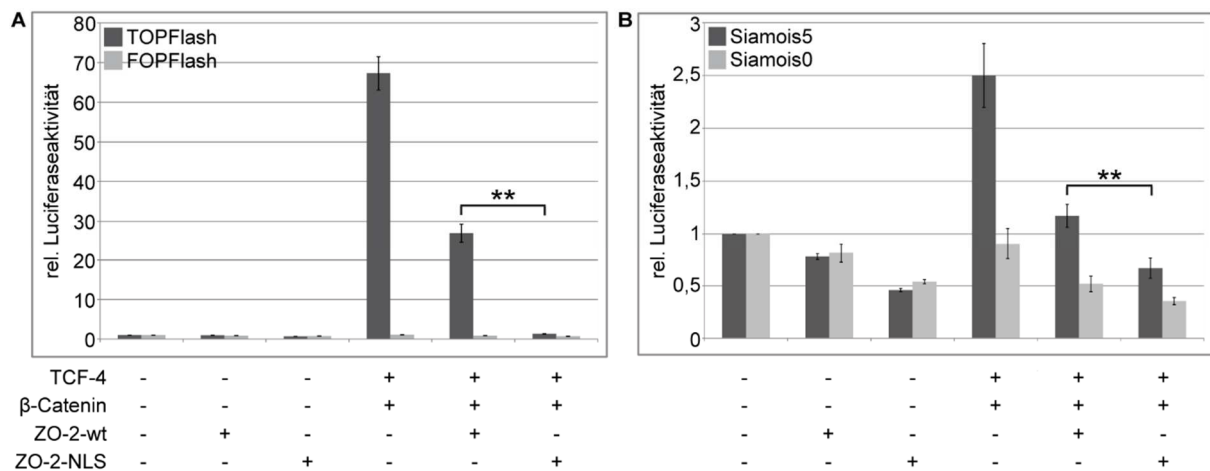 A
rel. Luciferaseaktivität
80
70
60
50
40
30
20
10
0
TOPFlash
FOPFlash
**
B
rel. Luciferaseaktivität
3
2,5
2
1,5
1
0,5
0
Siamois5
Siamois0
**
TCF-4 - - - + + + - - - + + +
β-Catenin - - - + + + - - - + + +
ZO-2-wt - + - - + - - + - - + -
ZO-2-NLS - - + - - + - - + - - +